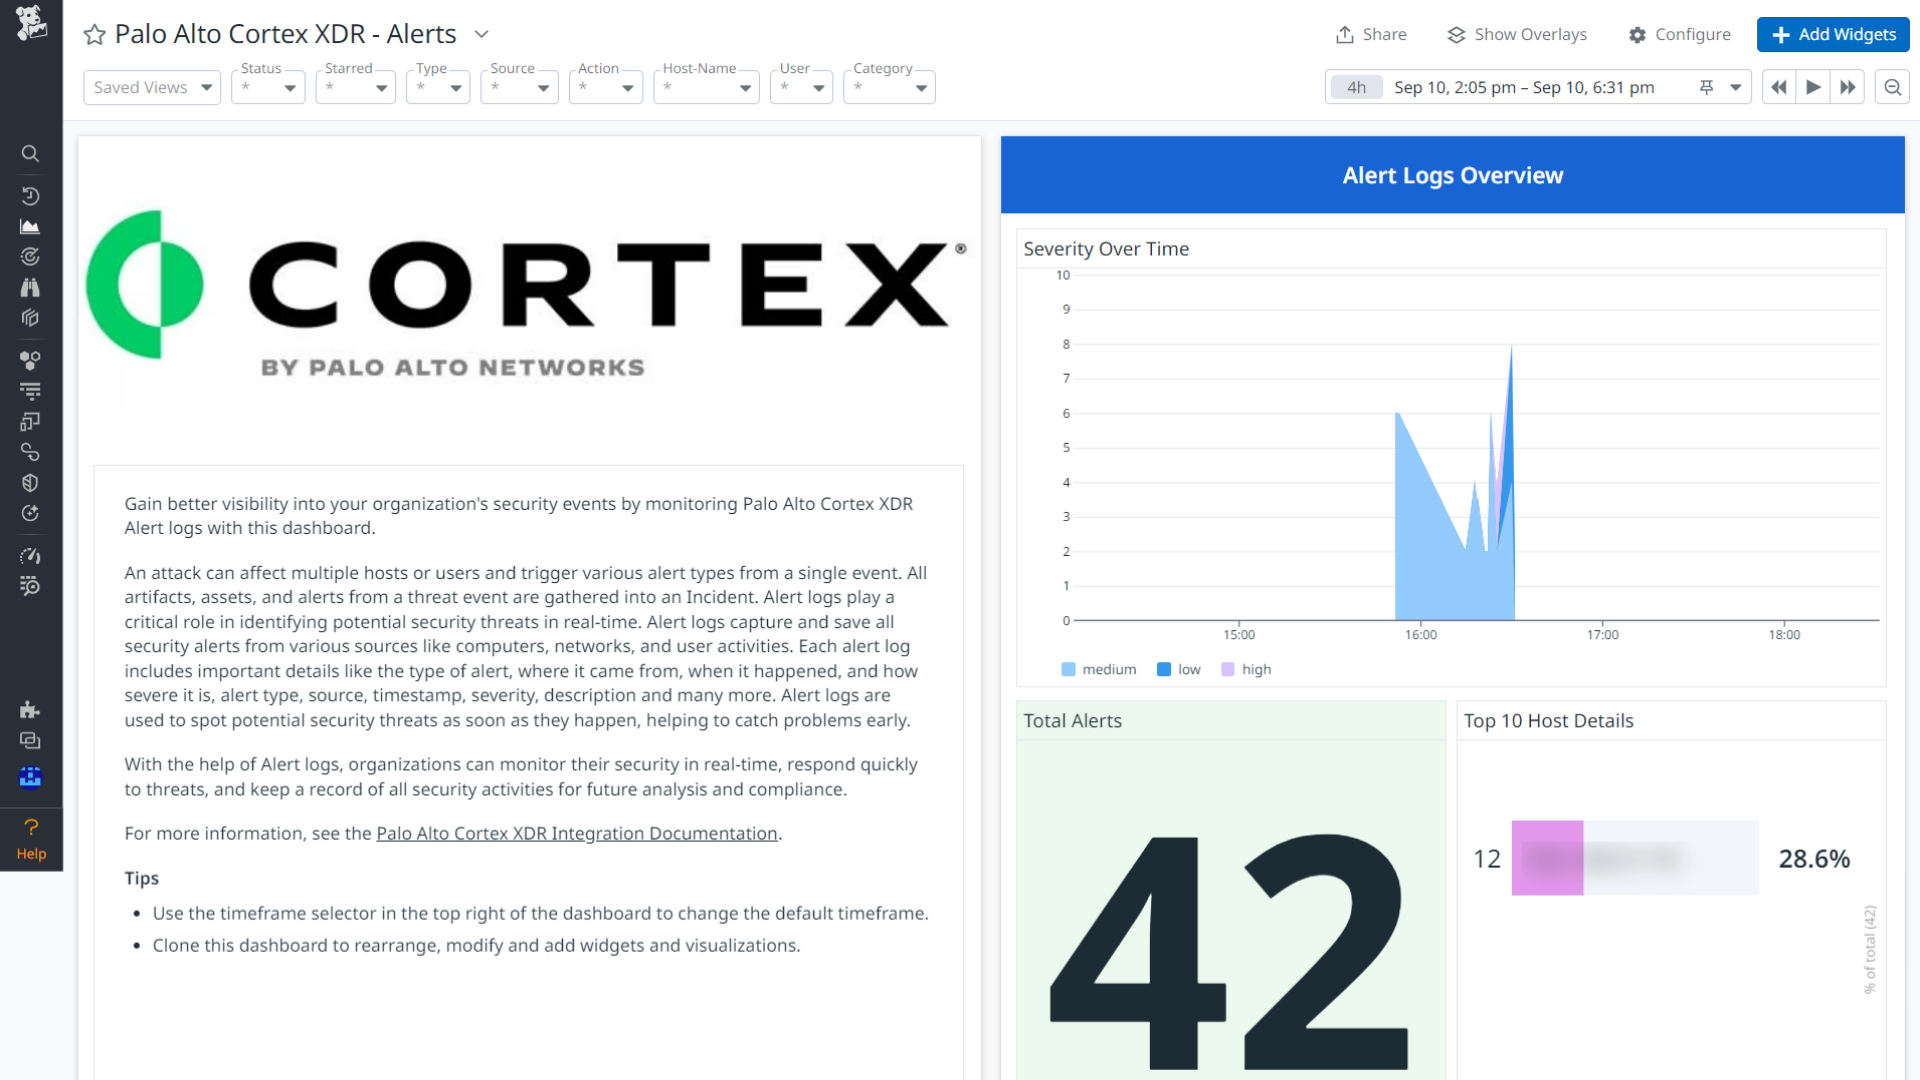 Palo Alto Cortex XDR - Alerts
Share
Show Overlays
Configure
Add Widgets
Saved Views
Status
*
Starred
*
Type
*
Source
*
Action
*
Host-Name
*
User
*
Category
*
4h
Sep 10, 2:05 pm – Sep 10, 6:31 pm
CORTEX®
BY PALO ALTO NETWORKS
Gain better visibility into your organization's security events by monitoring Palo Alto Cortex XDR
Alert logs with this dashboard.
An attack can affect multiple hosts or users and trigger various alert types from a single event. All
artifacts, assets, and alerts from a threat event are gathered into an Incident. Alert logs play a
critical role in identifying potential security threats in real-time. Alert logs capture and save all
security alerts from various sources like computers, networks, and user activities. Each alert log
includes important details like the type of alert, where it came from, when it happened, and how
severe it is, alert type, source, timestamp, severity, description and many more. Alert logs are
used to spot potential security threats as soon as they happen, helping to catch problems early.
With the help of Alert logs, organizations can monitor their security in real-time, respond quickly
to threats, and keep a record of all security activities for future analysis and compliance.
For more information, see the Palo Alto Cortex XDR Integration Documentation.
Tips
• Use the timeframe selector in the top right of the dashboard to change the default timeframe.
• Clone this dashboard to rearrange, modify and add widgets and visualizations.
Help
Alert Logs Overview
Severity Over Time
10
9
8
7
6
5
4
3
2
1
0
15:00 16:00 17:00 18:00
medium low high
Total Alerts
42
Top 10 Host Details
12
28.6%
% of total (42)